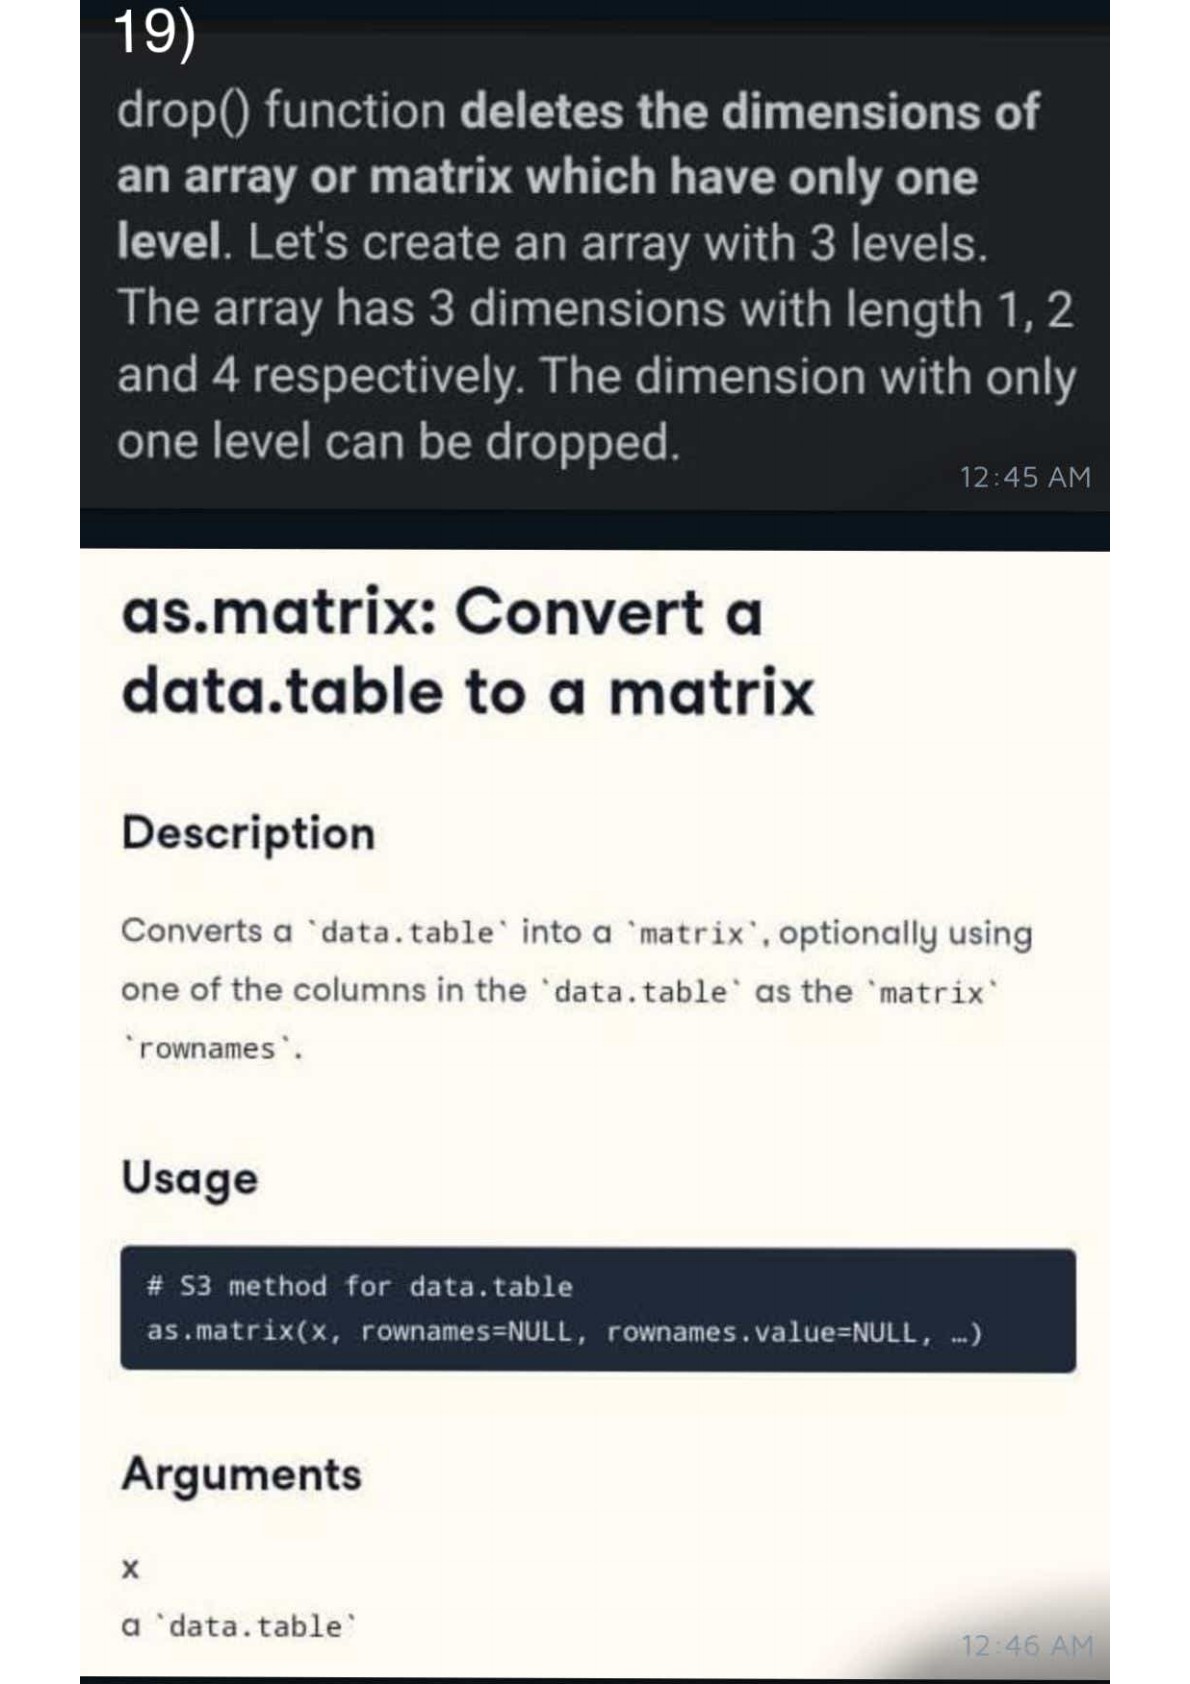 19)
drop() function deletes the dimensions of
an array or matrix which have only one
level. Let's create an array with 3 levels.
The array has 3 dimensions with length 1, 2
and 4 respectively. The dimension with only
one level can be dropped.
12:45 AM
as.matrix: Convert a
data.table to a matrix
Description
Converts a `data.table` into a `matrix`, optionally using
one of the columns in the `data.table` as the `matrix`
`rownames`.
Usage
# S3 method for data.table
as.matrix(x, rownames=NULL, rownames.value=NULL, …)
Arguments
x
a `data.table`
12:46 AM